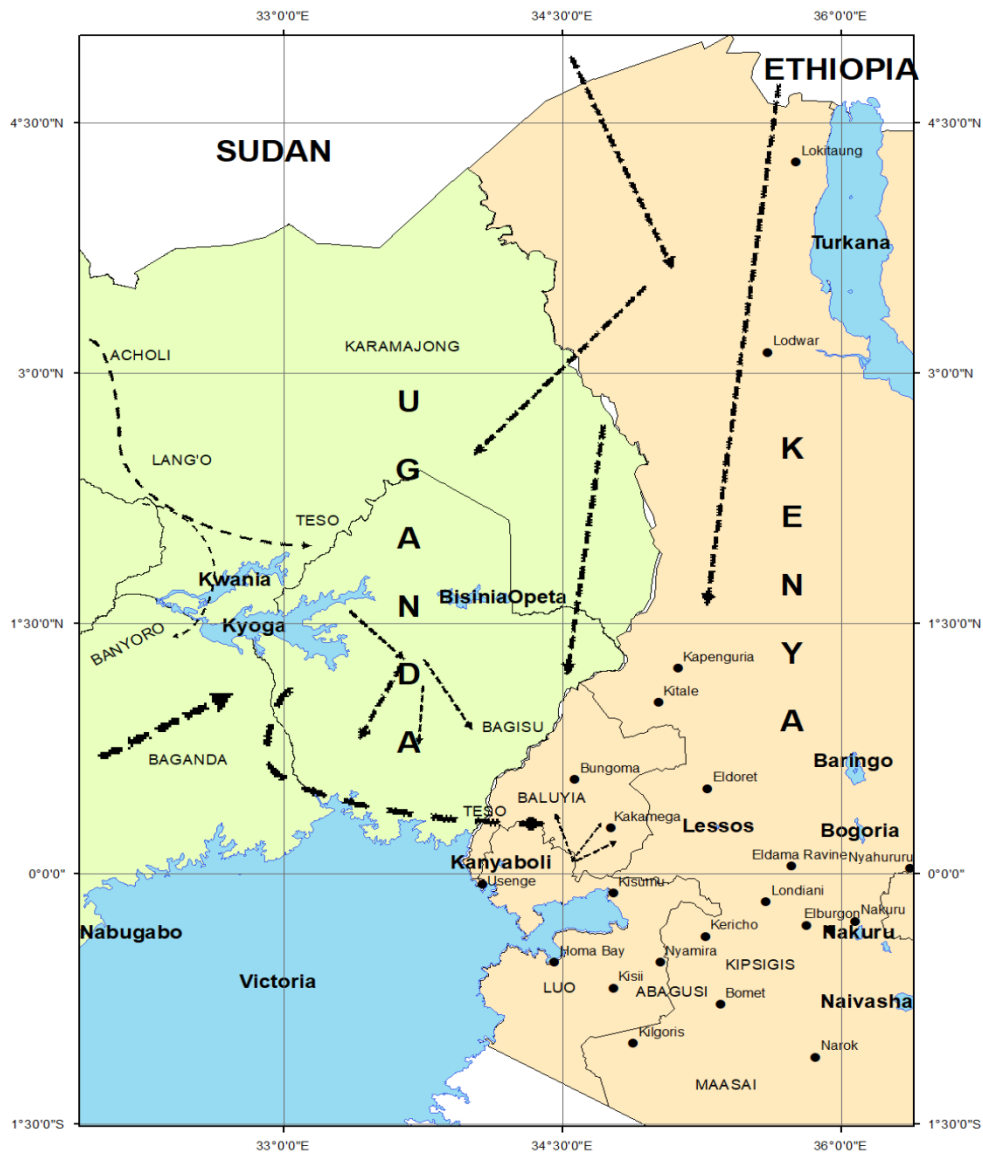 33°0'0"E 34°30'0"E 36°0'0"E
ETHIOPIA
4°30'0"N 4°30'0"N
SUDAN
Lokitaung
Turkana
ACHOLI
KARAMAJONG
Lodwar
3°0'0"N 3°0'0"N
U
G
A
N
D
A
K
E
N
Y
A
LANG'O
TESO
Kwania
BisiniaOpeta
Kyoga
1°30'0"N 1°30'0"N
BANYORO
Kapenguria
Kitale
BAGISU
BAGANDA
Baringo
Bungoma
Eldoret
BALUYIA
TESO
Kakamega
Lessos
Bogoria
Kanyaboli
Eldama Ravine
Nyahururu
0°0'0" 0°0'0"
Usenge
Kisumu
Londiani
Elburgon
Nakuru
Nabugabo
Kericho
Nakuru
Homa Bay
Nyamira
KIPSIGIS
Victoria
LUO
Kisii
ABAGUSI
Bomet
Naivasha
Kilgoris
Narok
MAASAI
1°30'0"S 1°30'0"S
33°0'0"E 34°30'0"E 36°0'0"E